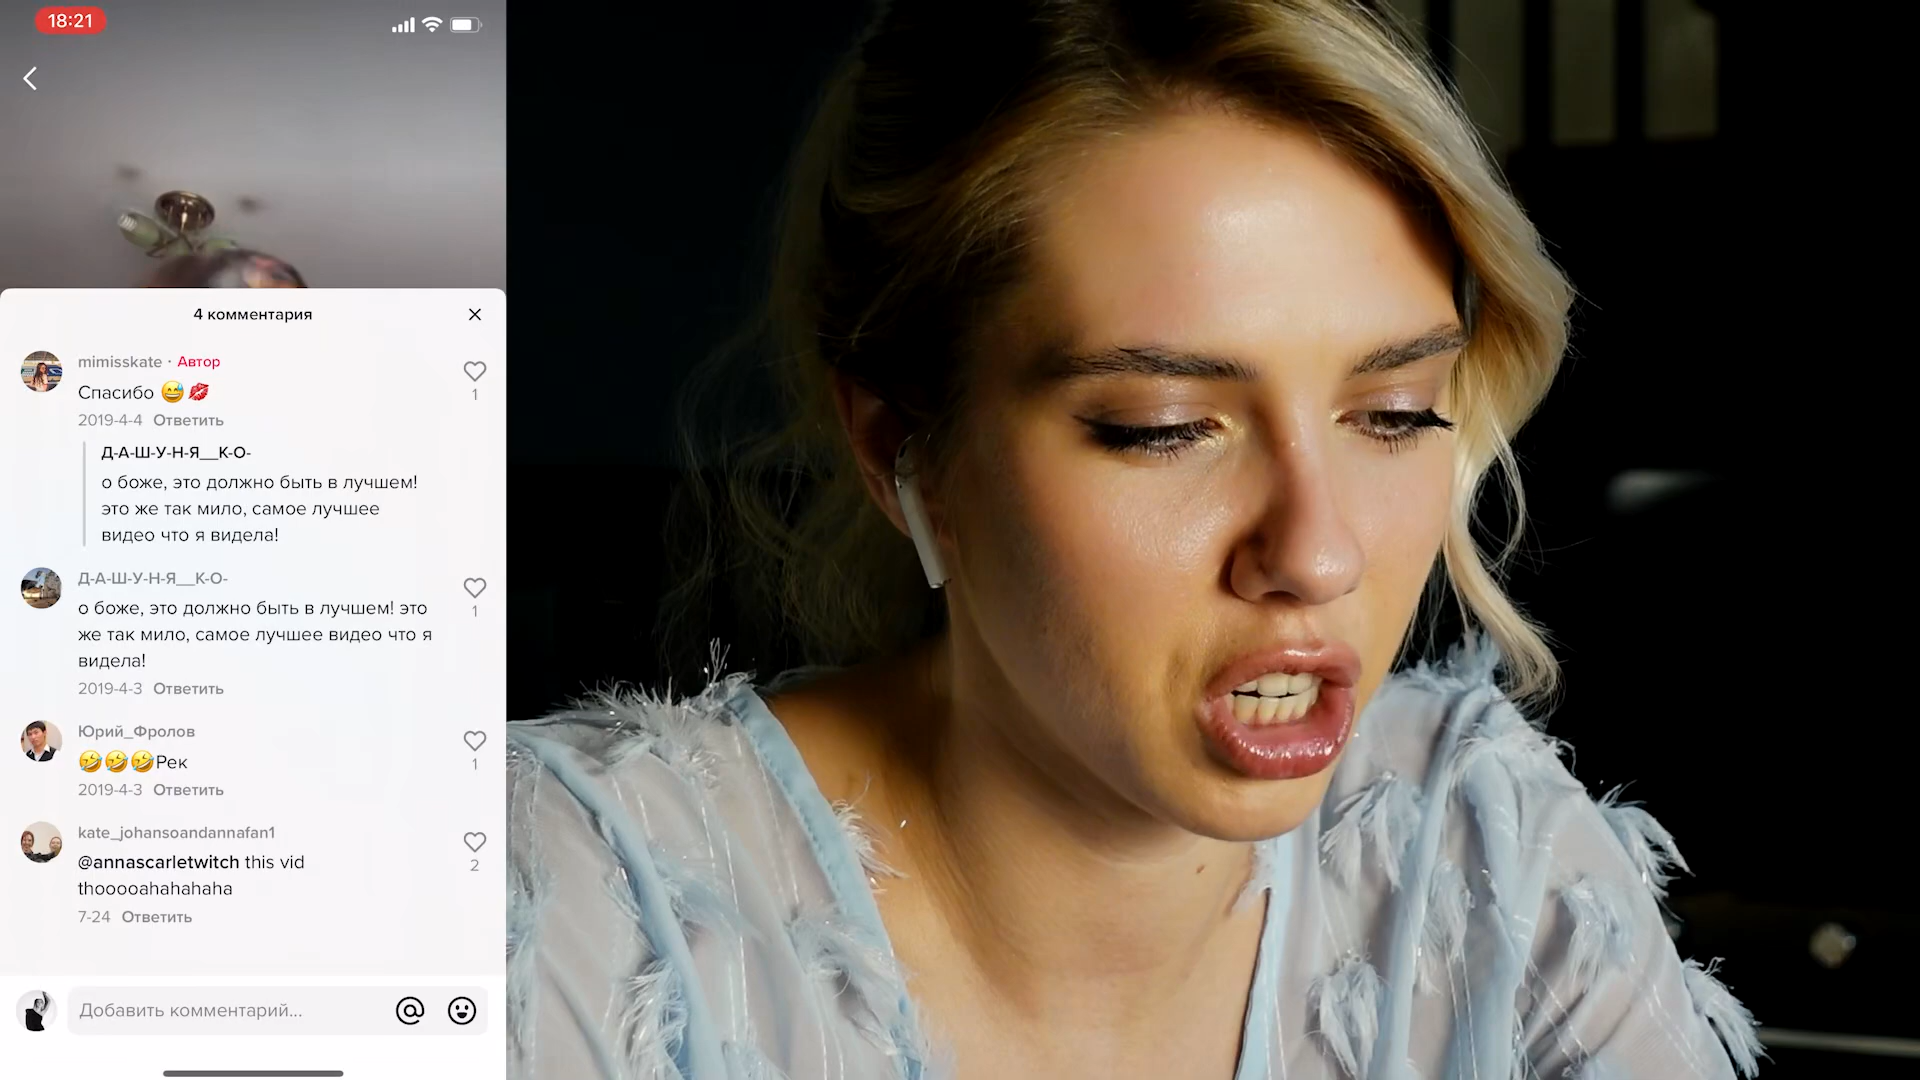 18:21
4 комментария
mimisskate · Автор
Спасибо 😅💋
2019-4-4 Ответить
Д-А-Ш-У-Н-Я__К-О-
о боже, это должно быть в лучшем!
это же так мило, самое лучшее
видео что я видела!
1
Д-А-Ш-У-Н-Я__К-О-
о боже, это должно быть в лучшем! это
же так мило, самое лучшее видео что я
видела!
2019-4-3 Ответить
1
Юрий_Фролов
🤣🤣🤣Рек
2019-4-3 Ответить
1
kate_johansoandannafan1
@annascarletwitch this vid
thooooahahahaha
7-24 Ответить
2
Добавить комментарий...